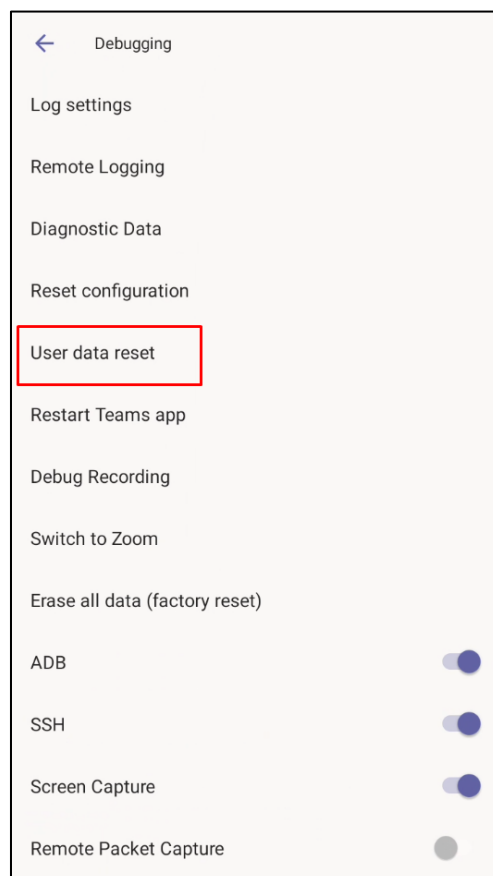 Debugging
Log settings
Remote Logging
Diagnostic Data
Reset configuration
User data reset
Restart Teams app
Debug Recording
Switch to Zoom
Erase all data (factory reset)
ADB
SSH
Screen Capture
Remote Packet Capture